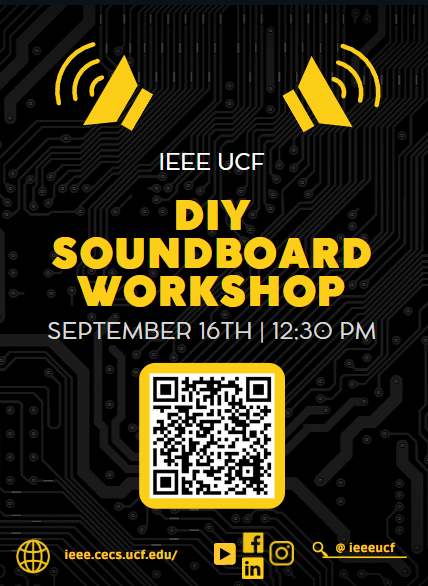 IEEE UCF
DIY
SOUNDBOARD
WORKSHOP
SEPTEMBER 16TH | 12:30 PM
ieee.cecs.ucf.edu/
@ ieeeucf